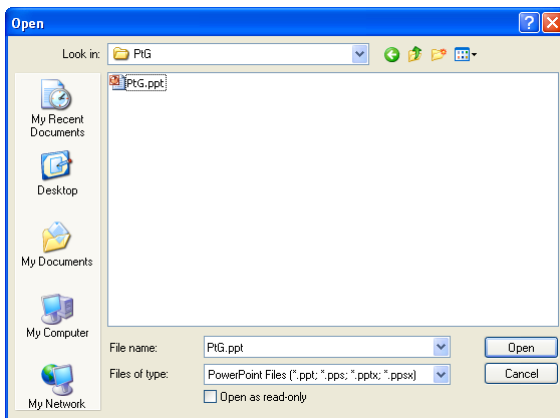 Open
Look in: PtG
PtG.ppt
My Recent
Documents
Desktop
My Documents
My Computer
My Network
File name: PtG.ppt Open
Files of type: PowerPoint Files (*.ppt; *.pps; *.pptx; *.ppsx) Cancel
Open as read-only